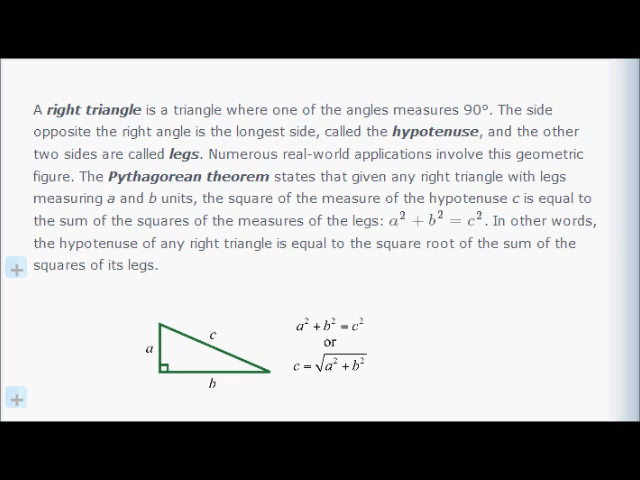 A right triangle is a triangle where one of the angles measures 90°. The side
opposite the right angle is the longest side, called the hypotenuse, and the other
two sides are called legs. Numerous real-world applications involve this geometric
figure. The Pythagorean theorem states that given any right triangle with legs
measuring a and b units, the square of the measure of the hypotenuse c is equal to
the sum of the squares of the measures of the legs: a² + b² = c². In other words,
the hypotenuse of any right triangle is equal to the square root of the sum of the
squares of its legs.
a
c
b
a² + b² = c²
or
c = √a² + b²